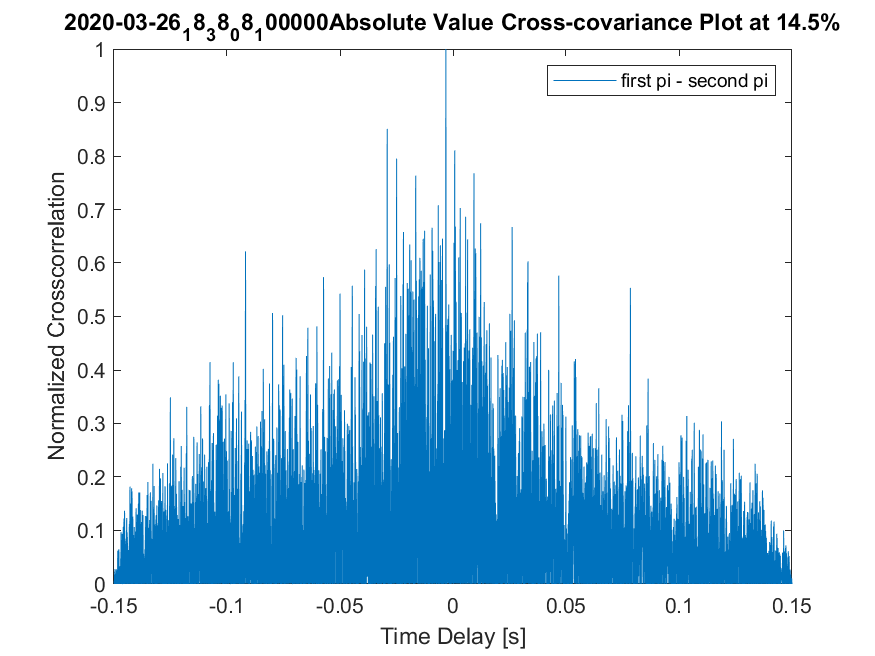 2020-03-26₁8₃8₀8₁00000Absolute Value Cross-covariance Plot at 14.5%
first pi - second pi
1
0.9
0.8
0.7
0.6
0.5
0.4
0.3
0.2
0.1
0
Normalized Crosscorrelation
-0.15 -0.1 -0.05 0 0.05 0.1 0.15
Time Delay [s]